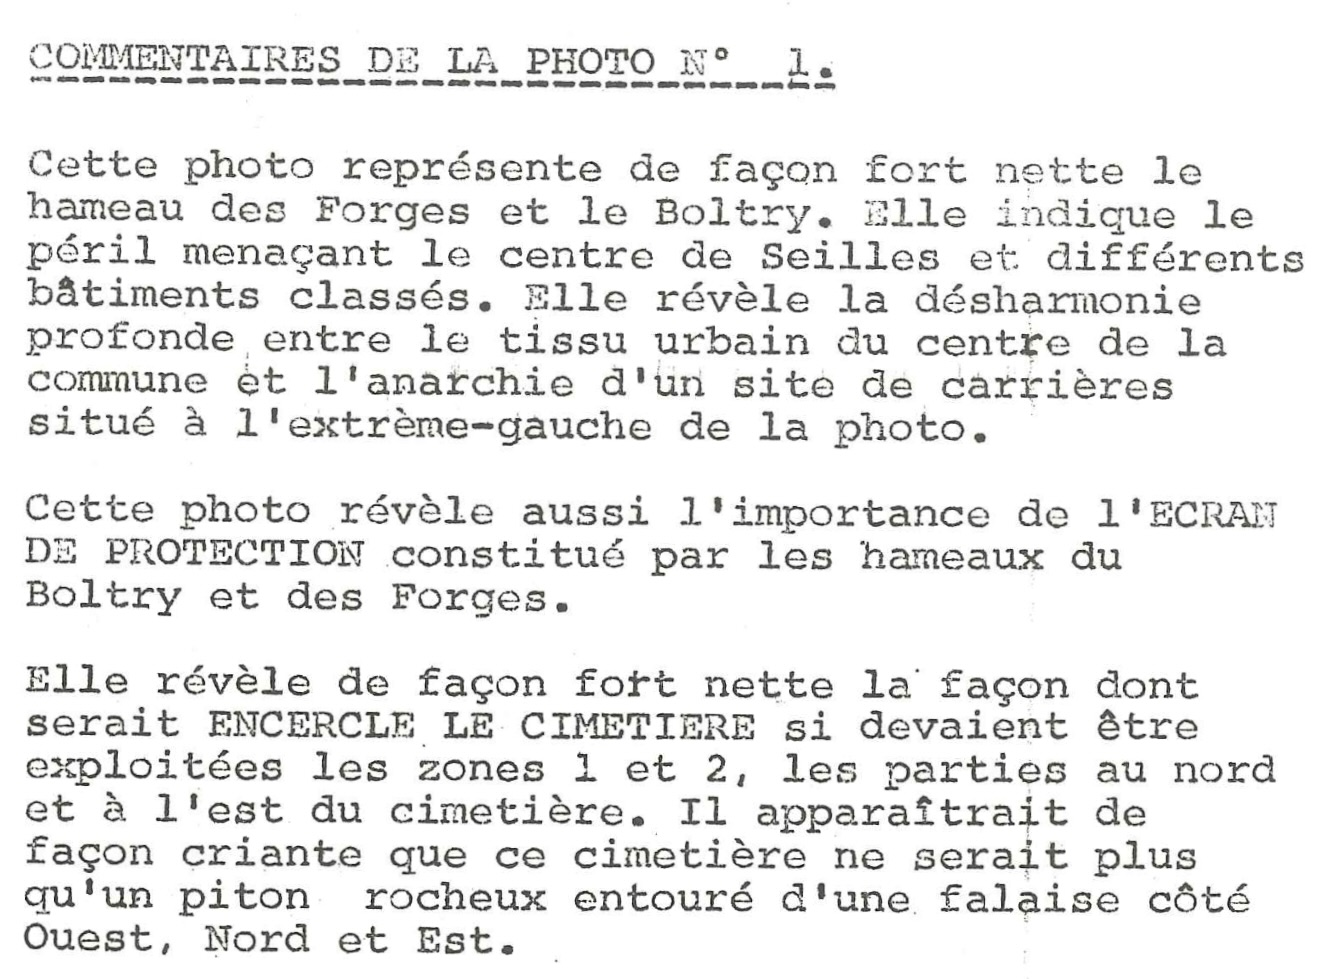 COMMENTAIRES DE LA PHOTO N° 1.
Cette photo représente de façon fort nette le
hameau des Forges et le Boltry. Elle indique le
péril menaçant le centre de Seilles et différents
bâtiments classés. Elle révèle la désharmonie
profonde entre le tissu urbain du centre de la
commune et l'anarchie d'un site de carrières
situé à l'extrème-gauche de la photo.
Cette photo révèle aussi l'importance de l'ECRAN
DE PROTECTION constitué par les hameaux du
Boltry et des Forges.
Elle révèle de façon fort nette la façon dont
serait ENCERCLE LE CIMETIERE si devaient être
exploitées les zones 1 et 2, les parties au nord
et à l'est du cimetière. Il apparaîtrait de
façon criante que ce cimetière ne serait plus
qu'un piton rocheux entouré d'une falaise côté
Ouest, Nord et Est.